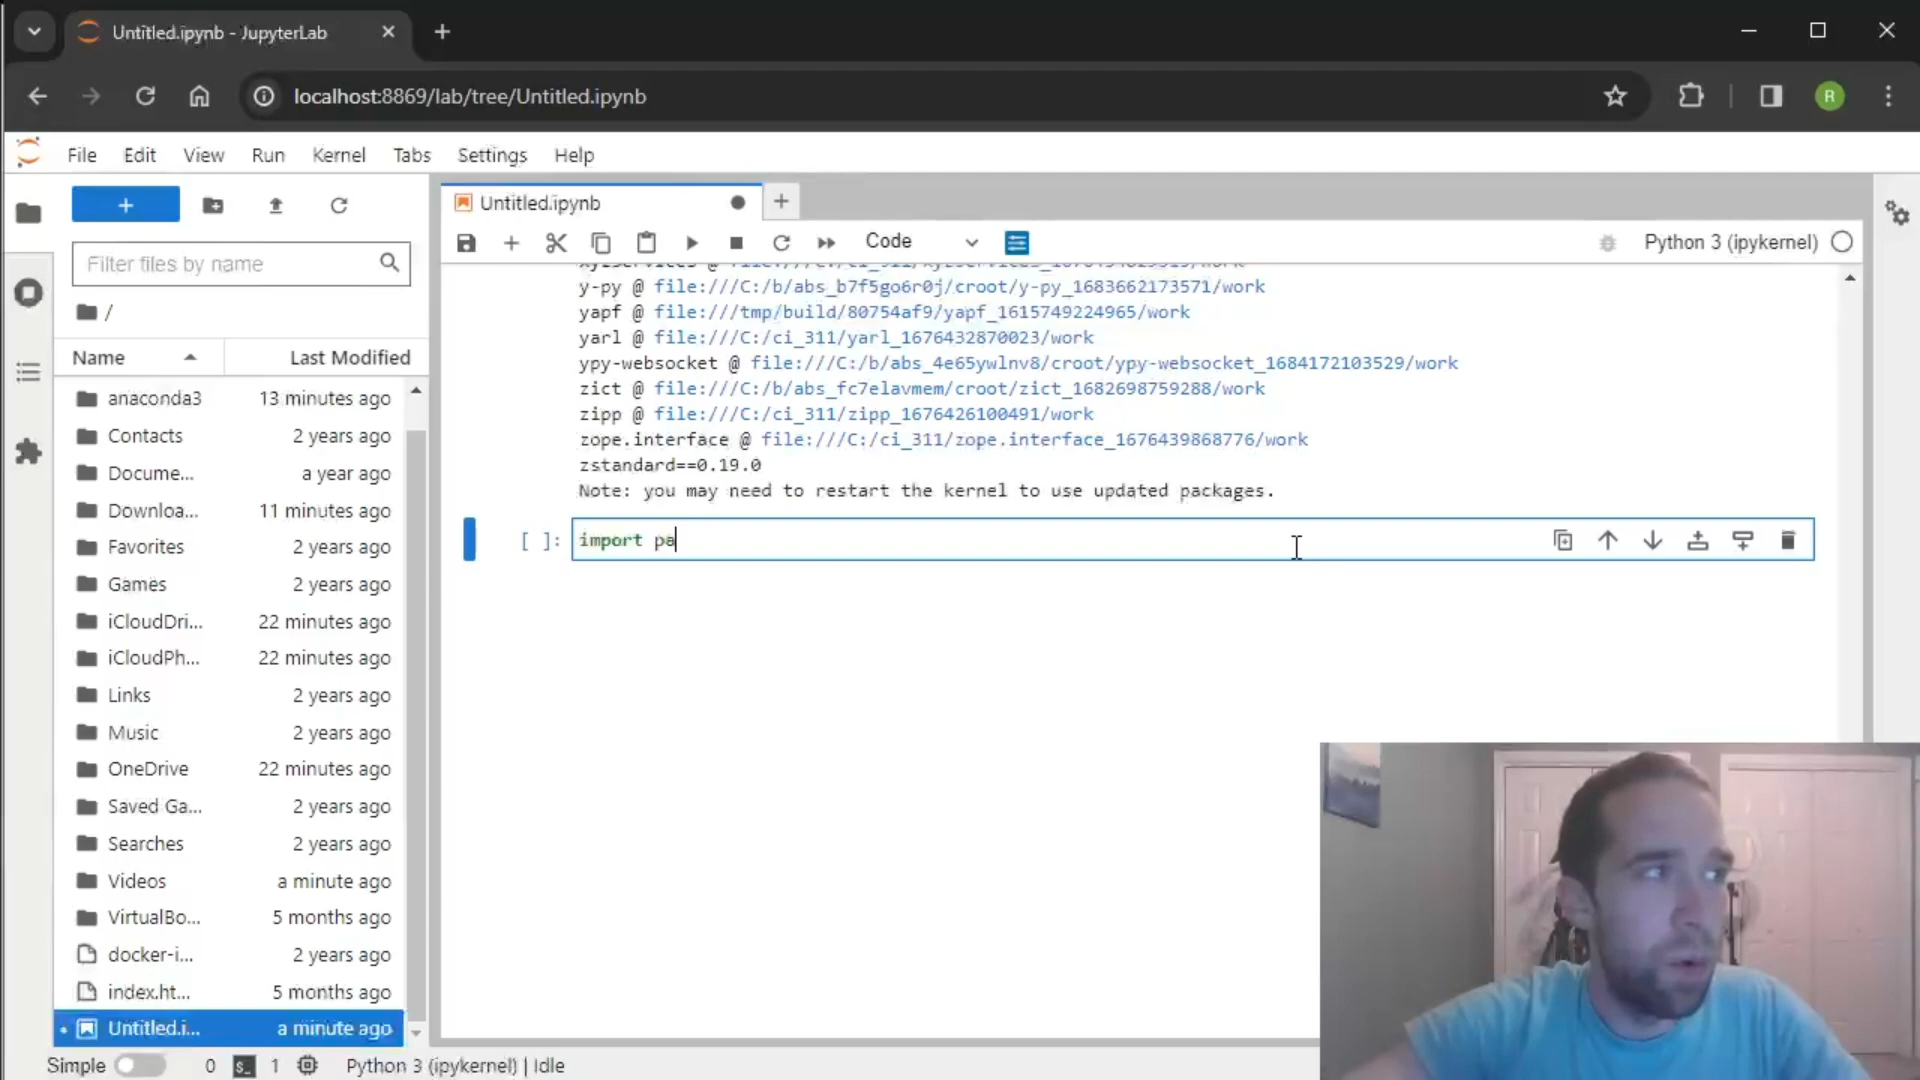 Untitled.ipynb - JupyterLab
localhost:8869/lab/tree/Untitled.ipynb
R
File Edit View Run Kernel Tabs Settings Help
Untitled.ipynb
Filter files by name
Code
Python 3 (ipykernel)
/
Name Last Modified
anaconda3 13 minutes ago
Contacts 2 years ago
Docume... a year ago
Downloa... 11 minutes ago
Favorites 2 years ago
Games 2 years ago
iCloudDri... 22 minutes ago
iCloudPh... 22 minutes ago
Links 2 years ago
Music 2 years ago
OneDrive 22 minutes ago
Saved Ga... 2 years ago
Searches 2 years ago
Videos a minute ago
VirtualBo... 5 months ago
docker-i... 2 years ago
index.ht... 5 months ago
Untitled.i... a minute ago
y-py @ file:///C:/b/abs_b7f5go6r0j/croot/y-py_1683662173571/work
yapf @ file:///tmp/build/80754af9/yapf_1615749224965/work
yarl @ file:///C:/ci_311/yarl_1676432870023/work
ypy-websocket @ file:///C:/b/abs_4e65ywlnv8/croot/ypy-websocket_1684172103529/work
zict @ file:///C:/b/abs_fc7elavmem/croot/zict_1682698759288/work
zipp @ file:///C:/ci_311/zipp_1676426100491/work
zope.interface @ file:///C:/ci_311/zope.interface_1676439868776/work
zstandard==0.19.0
Note: you may need to restart the kernel to use updated packages.
[ ]: import pa
Simple 0 $_ 1 Python 3 (ipykernel) | Idle